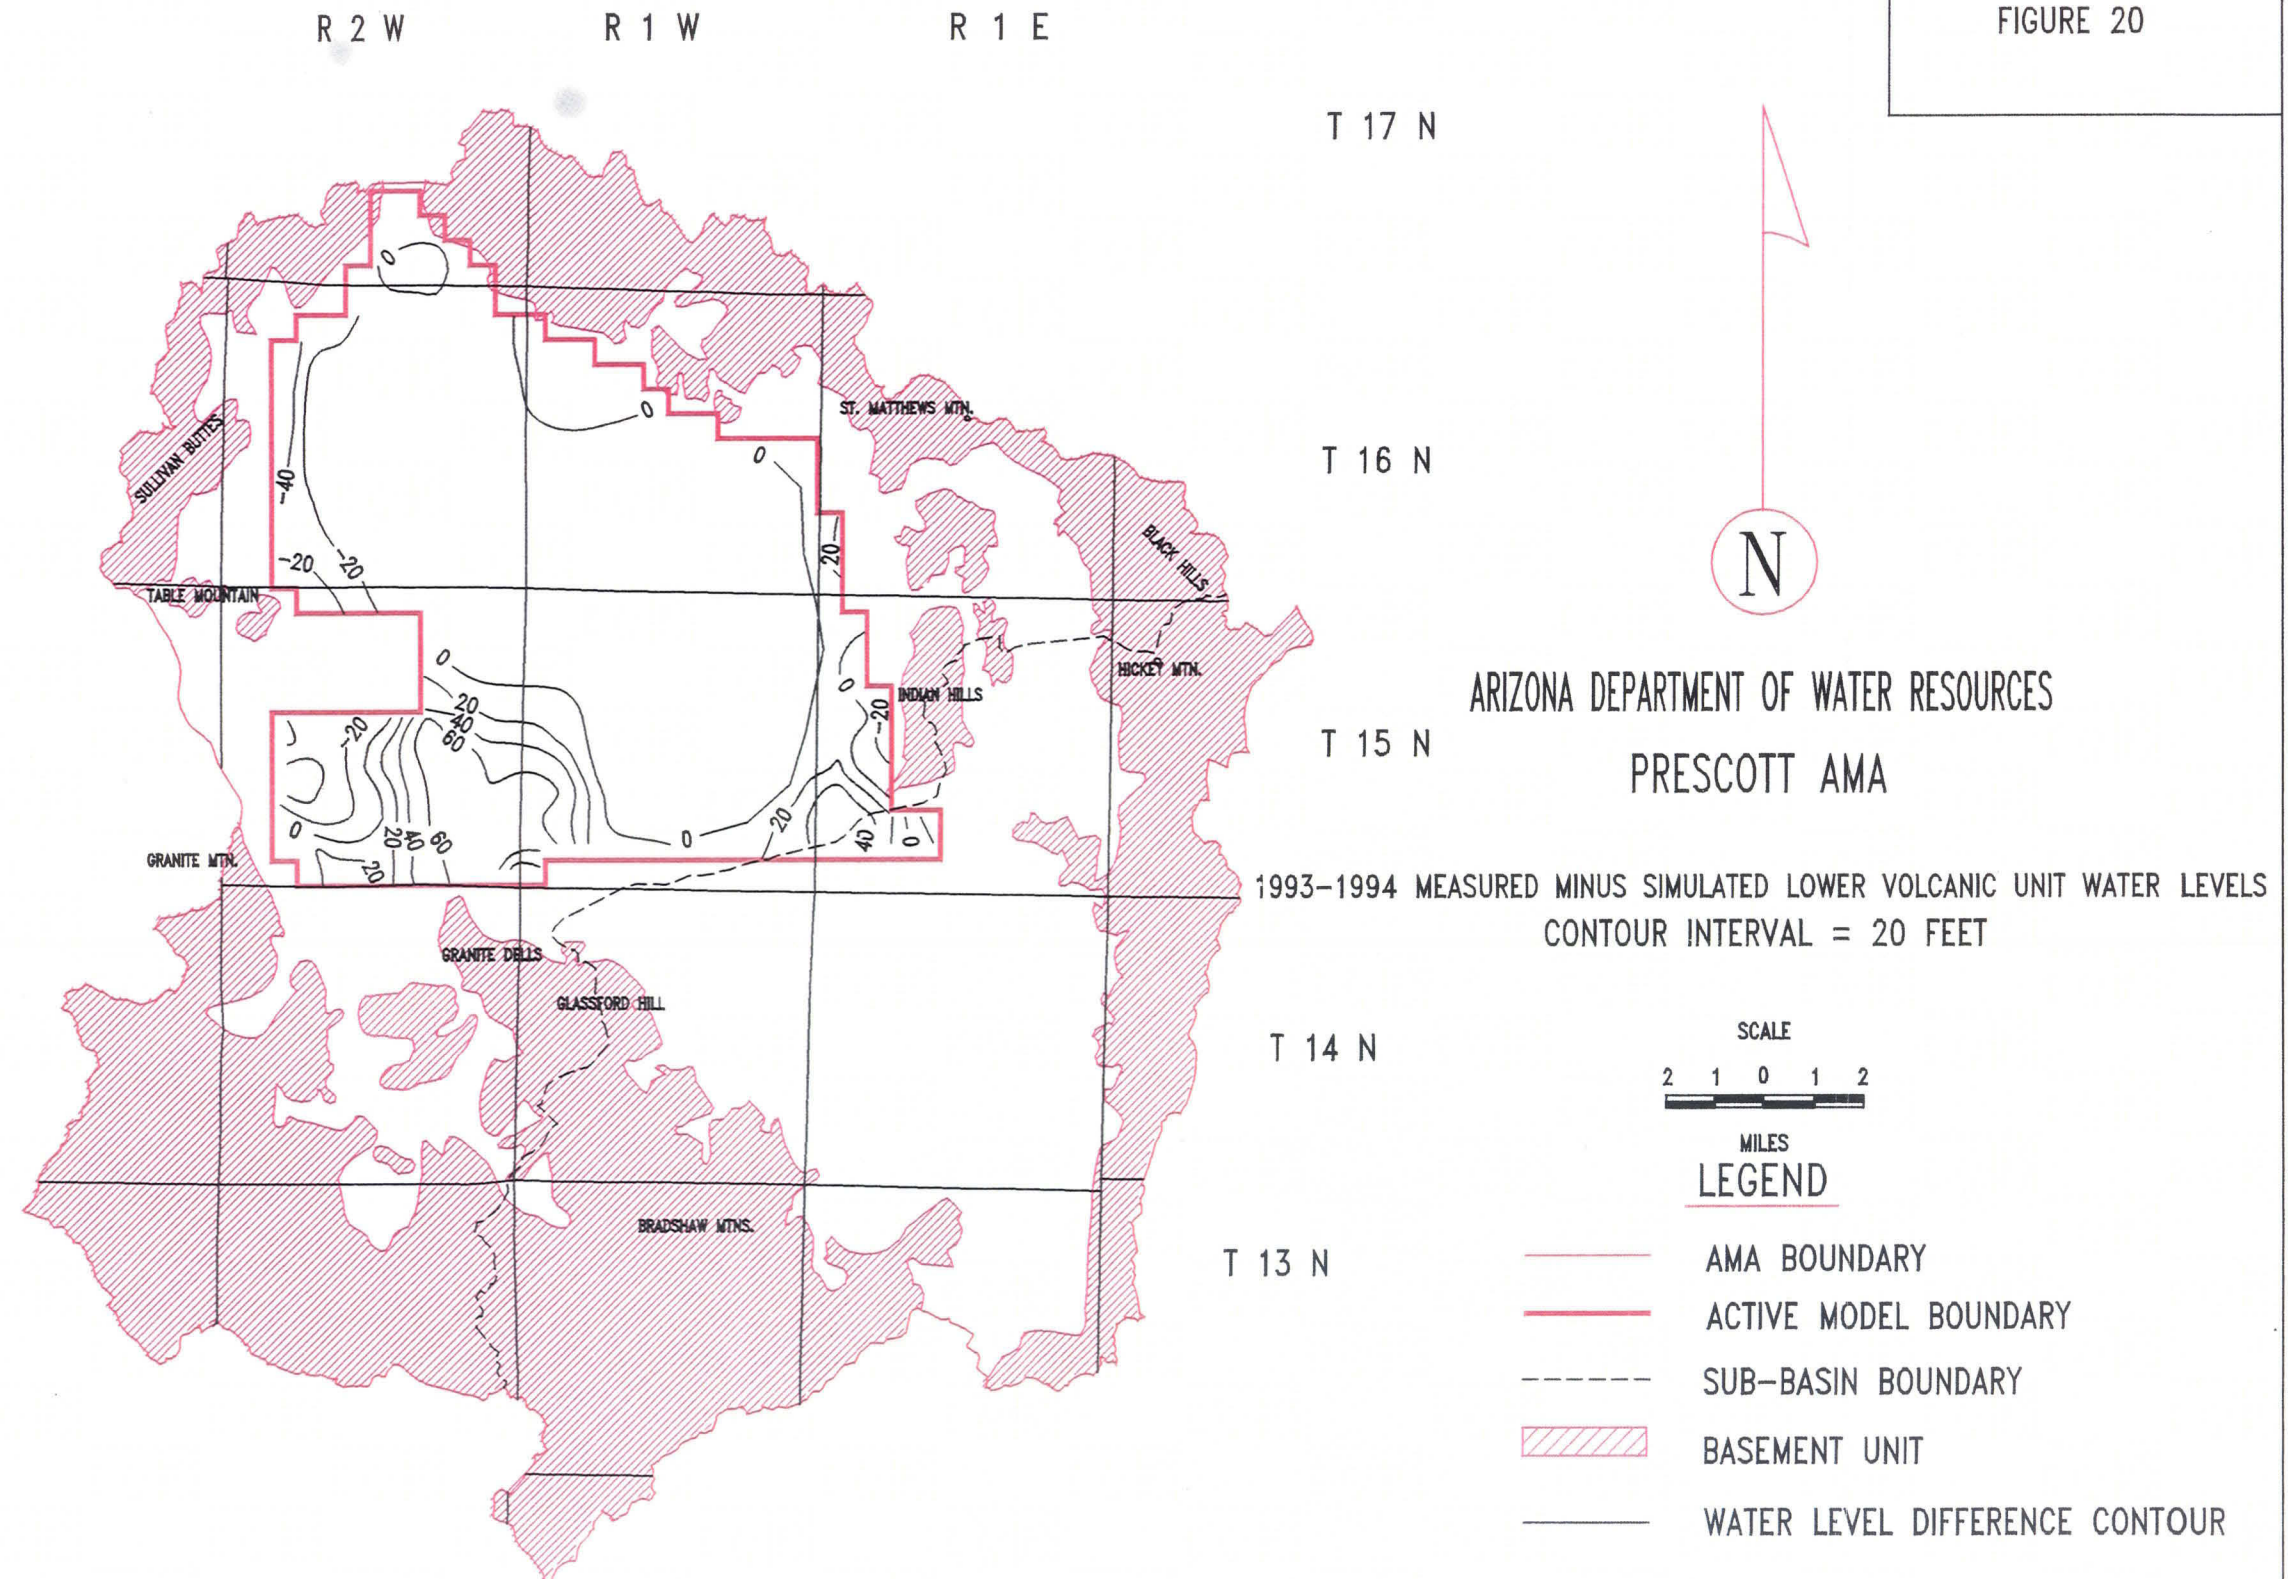 R 2 W R 1 W R 1 E
FIGURE 20
T 17 N
T 16 N
T 15 N
T 14 N
T 13 N
ST. MATTHEWS MTN.
SULLIVAN BUTTES
BLACK HILLS
TABLE MOUNTAIN
HICKEY MTN.
INDIAN HILLS
GRANITE MTN.
GRANITE DELLS
GLASSFORD HILL
BRADSHAW MTNS.
0
0
0
-40
-20
-20
20
0
0
20
40
60
-20
-20
0
20
40
60
20
0
20
40
0
N
ARIZONA DEPARTMENT OF WATER RESOURCES
PRESCOTT AMA
1993-1994 MEASURED MINUS SIMULATED LOWER VOLCANIC UNIT WATER LEVELS
CONTOUR INTERVAL = 20 FEET
SCALE
2 1 0 1 2
MILES
LEGEND
AMA BOUNDARY
ACTIVE MODEL BOUNDARY
SUB-BASIN BOUNDARY
BASEMENT UNIT
WATER LEVEL DIFFERENCE CONTOUR